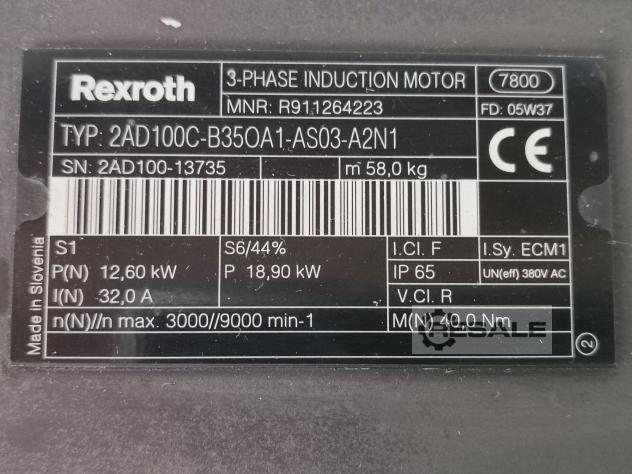 Rexroth
3-PHASE INDUCTION MOTOR
7800
MNR: R911264223
FD: 05W37
TYP: 2AD100C-B35OA1-AS03-A2N1
CE
SN: 2AD100-13735
m 58,0 kg
S1
S6/44%
I.Cl. F
I.Sy. ECM1
P(N) 12,60 kW
P 18,90 kW
IP 65
UN(eff) 380V AC
I(N) 32,0 A
V.Cl. R
n(N)//n max. 3000//9000 min-1
M(N) 40,0 Nm
Made in Slovenia
2
RESALE